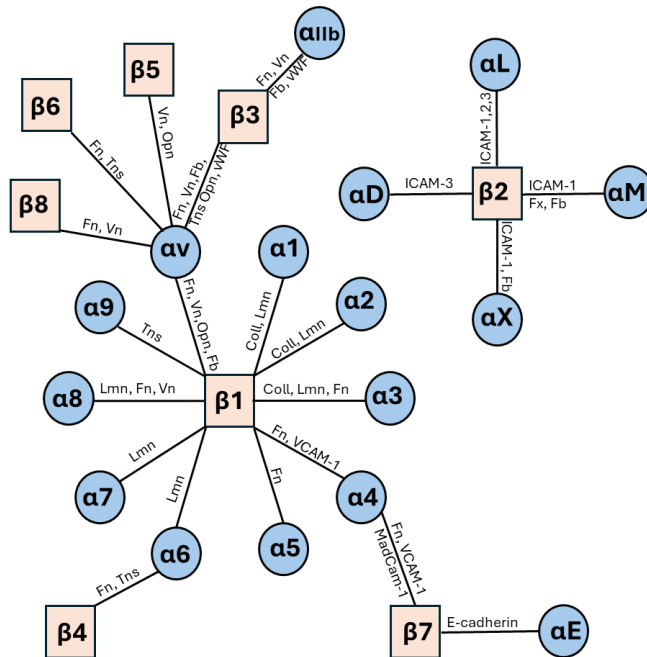 αIIb
β5
αL
Fn, Vn
Fb, vWF
β6
β3
ICAM-1,2,3
Vn, Opn
Fn, Tns
Fn, Vn,Fb,
Tns Opn, vWF
αD
ICAM-3
β2
ICAM-1
Fx, Fb
αM
β8
Fn, Vn
αv
α1
ICAM-1, Fb
αX
α9
Fn, Vn,Opn, Fb
Coll, Lmn
α2
Tns
Coll, Lmn
α8
Lmn, Fn, Vn
β1
Coll, Lmn, Fn
α3
Lmn
Fn, VCAM-1
α7
Lmn
Fn
α4
α6
α5
Fn, VCAM-1
MadCam-1
Fn, Tns
β4
β7
E-cadherin
αE